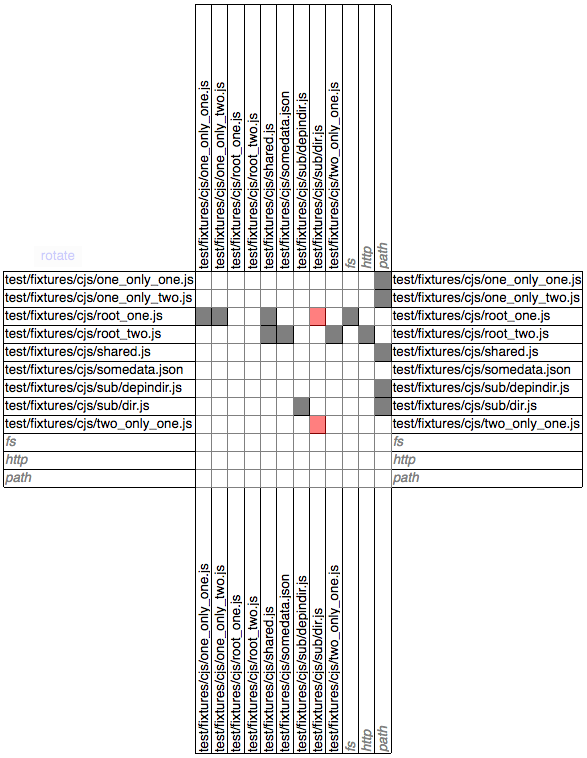 test/fixtures/cjs/one_only_one.js
test/fixtures/cjs/one_only_two.js
test/fixtures/cjs/root_one.js
test/fixtures/cjs/root_two.js
test/fixtures/cjs/shared.js
test/fixtures/cjs/somedata.json
test/fixtures/cjs/sub/depindir.js
test/fixtures/cjs/sub/dir.js
test/fixtures/cjs/two_only_one.js
fs
http
path
rotate
test/fixtures/cjs/one_only_one.js test/fixtures/cjs/one_only_one.js
test/fixtures/cjs/one_only_two.js test/fixtures/cjs/one_only_two.js
test/fixtures/cjs/root_one.js test/fixtures/cjs/root_one.js
test/fixtures/cjs/root_two.js test/fixtures/cjs/root_two.js
test/fixtures/cjs/shared.js test/fixtures/cjs/shared.js
test/fixtures/cjs/somedata.json test/fixtures/cjs/somedata.json
test/fixtures/cjs/sub/depindir.js test/fixtures/cjs/sub/depindir.js
test/fixtures/cjs/sub/dir.js test/fixtures/cjs/sub/dir.js
test/fixtures/cjs/two_only_one.js test/fixtures/cjs/two_only_one.js
fs fs
http http
path path
test/fixtures/cjs/one_only_one.js
test/fixtures/cjs/one_only_two.js
test/fixtures/cjs/root_one.js
test/fixtures/cjs/root_two.js
test/fixtures/cjs/shared.js
test/fixtures/cjs/somedata.json
test/fixtures/cjs/sub/depindir.js
test/fixtures/cjs/sub/dir.js
test/fixtures/cjs/two_only_one.js
fs
http
path